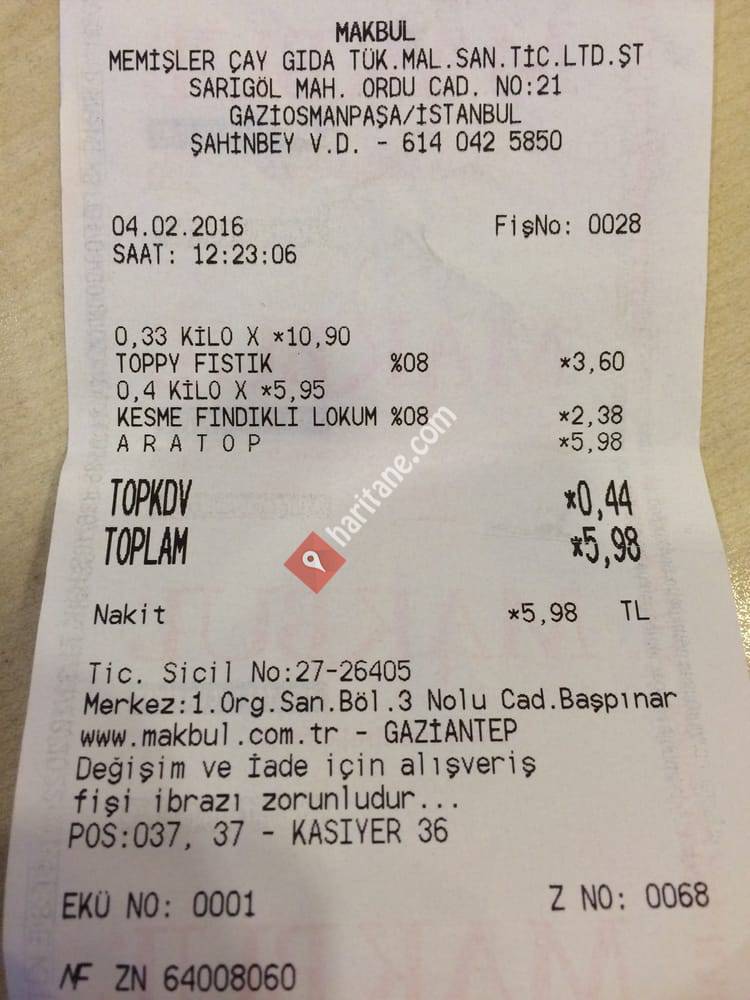 MAKBUL
MEMİŞLER ÇAY GIDA TÜK.MAL.SAN.TİC.LTD.ŞT
SARIGÖL MAH. ORDU CAD. NO:21
GAZİOSMANPAŞA/İSTANBUL
ŞAHİNBEY V.D. - 614 042 5850
04.02.2016 FişNo: 0028
SAAT: 12:23:06
0,33 KİLO X *10,90
TOPPY FISTIK %08 *3,60
0,4 KİLO X *5,95
KESME FINDIKLI LOKUM %08 *2,38
A R A T O P *5,98
TOPKDV *0,44
TOPLAM *5,98
haritane.com
Nakit *5,98 TL
Tic. Sicil No:27-26405
Merkez:1.Org.San.Böl.3 Nolu Cad.Başpınar
www.makbul.com.tr - GAZİANTEP
Değişim ve İade için alışveriş
fişi ibrazı zorunludur...
POS:037, 37 - KASIYER 36
EKÜ NO: 0001 Z NO: 0068
MF ZN 64008060